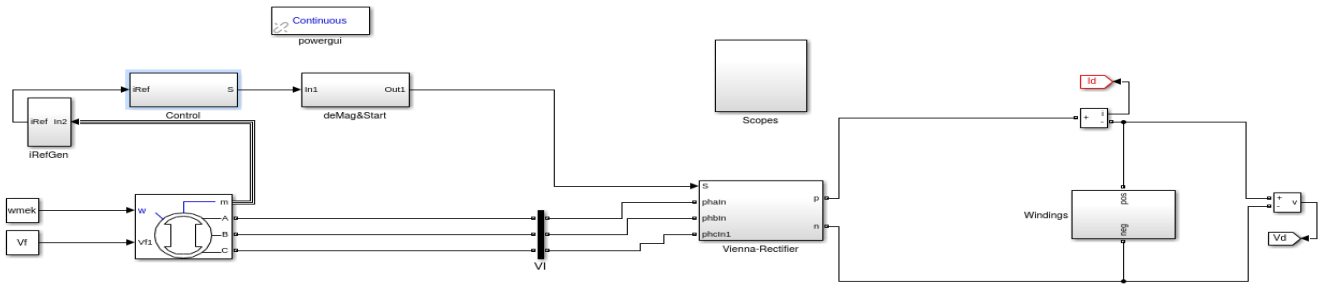 Continuous
powergui
iRef S
Control
In1 Out1
deMag&Start
iRef In2
iRefGen
Scopes
Id
+ i -
wmek
Vf
w
Vf1
m
A
B
C
VI
S
phaIn
phbIn
phcIn1
p
n
Vienna-Rectifier
Windings
pos
neg
+
-
v
Vd